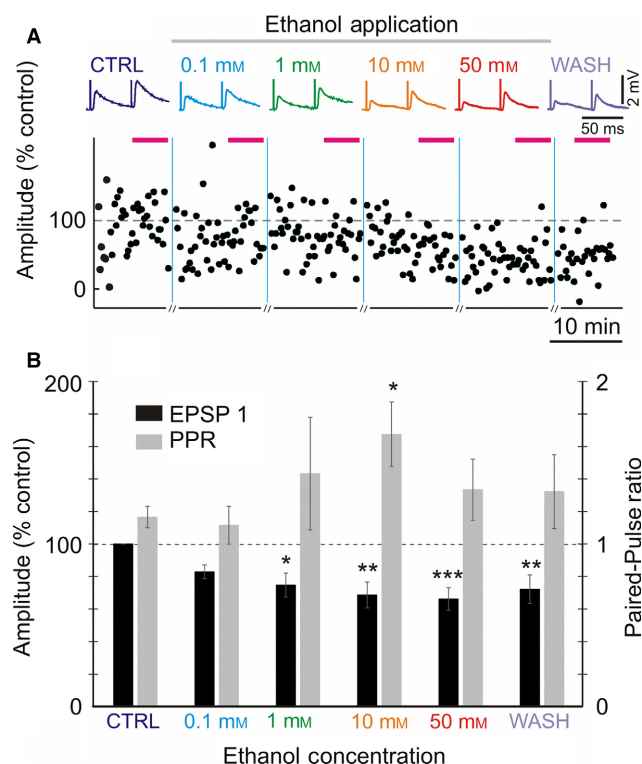 A
Ethanol application
CTRL 0.1 mM 1 mM 10 mM 50 mM WASH
2 mV
50 ms
Amplitude (% control)
100
0
10 min
B
200
100
0
Amplitude (% control)
EPSP 1
PPR
*
* ** *** **
2
1
0
Paired-Pulse ratio
CTRL 0.1 mM 1 mM 10 mM 50 mM WASH
Ethanol concentration